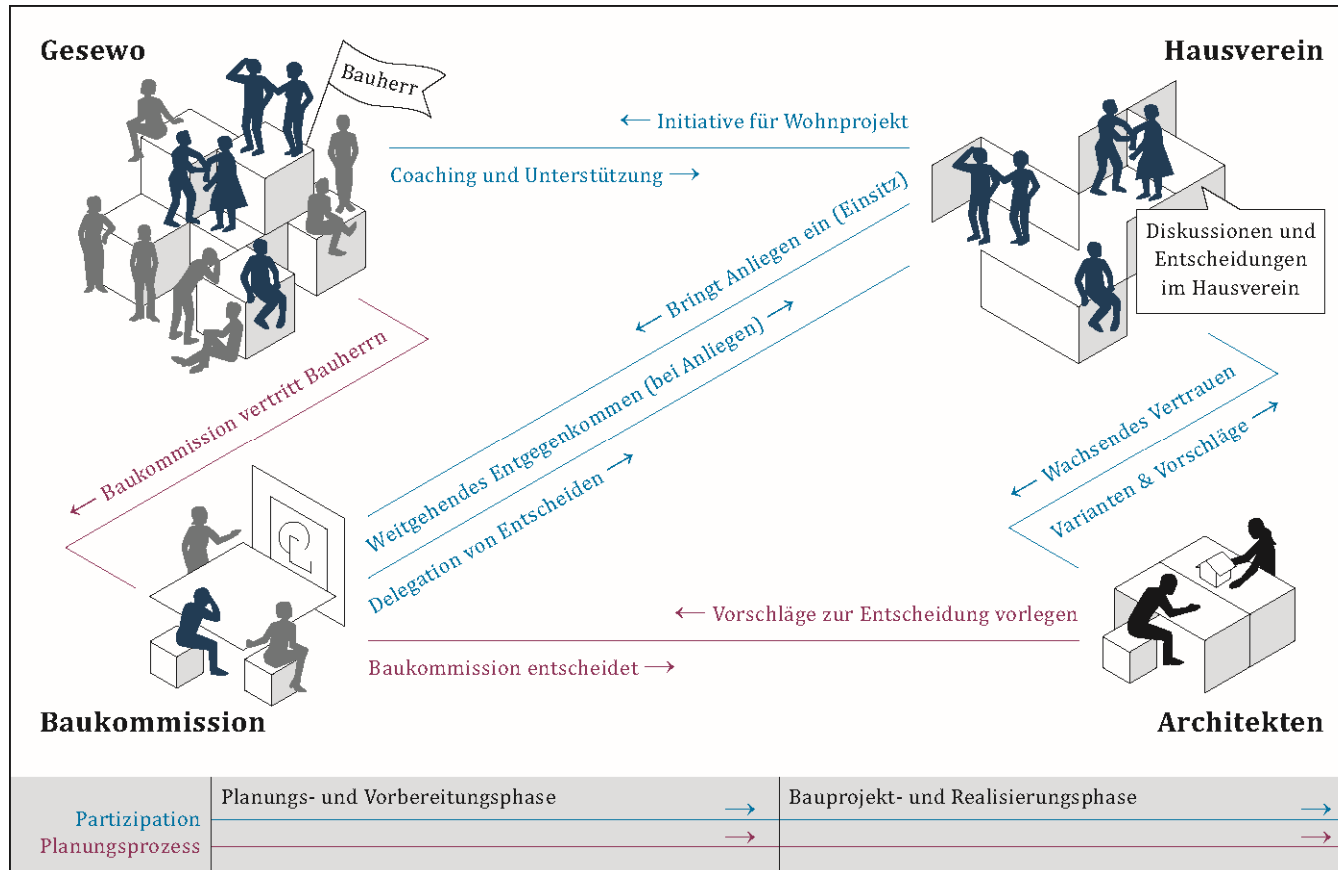 Gesewo
Hausverein
Bauherr
← Initiative für Wohnprojekt
Coaching und Unterstützung →
Diskussionen und
Entscheidungen
im Hausverein
← Bringt Anliegen ein (Einsitz)
Weitgehendes Entgegenkommen (bei Anliegen) →
Delegation von Entscheiden →
← Baukommission vertritt Bauherrn
← Wachsendes Vertrauen
Varianten & Vorschläge →
← Vorschläge zur Entscheidung vorlegen
Baukommission entscheidet →
Baukommission
Architekten
Planungs- und Vorbereitungsphase →
Bauprojekt- und Realisierungsphase →
Partizipation
Planungsprozess → →